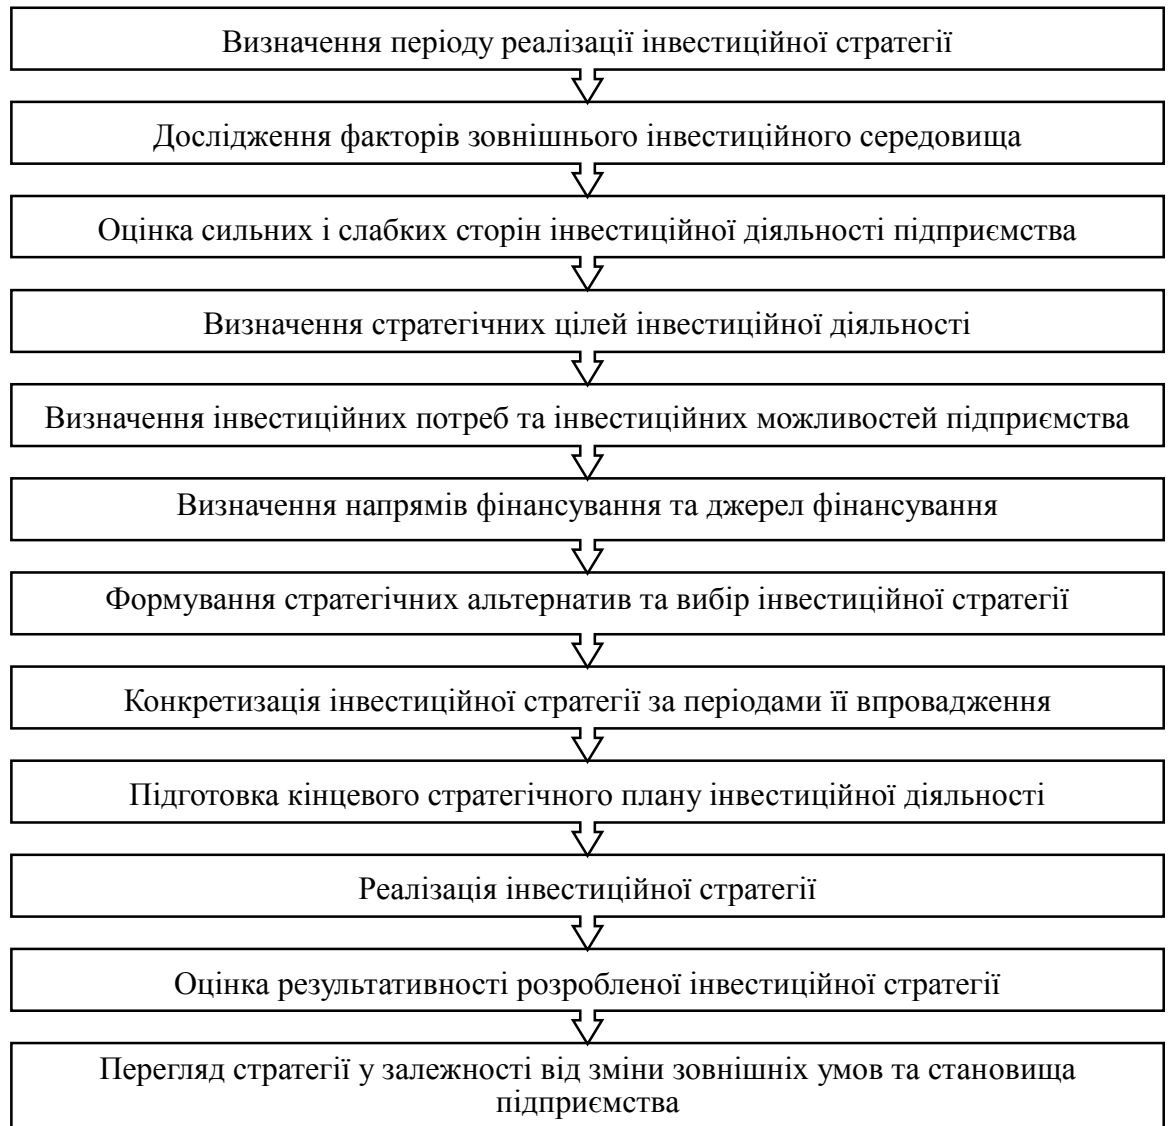 Визначення періоду реалізації інвестиційної стратегії
Дослідження факторів зовнішнього інвестиційного середовища
Оцінка сильних і слабких сторін інвестиційної діяльності підприємства
Визначення стратегічних цілей інвестиційної діяльності
Визначення інвестиційних потреб та інвестиційних можливостей підприємства
Визначення напрямів фінансування та джерел фінансування
Формування стратегічних альтернатив та вибір інвестиційної стратегії
Конкретизація інвестиційної стратегії за періодами її впровадження
Підготовка кінцевого стратегічного плану інвестиційної діяльності
Реалізація інвестиційної стратегії
Оцінка результативності розробленої інвестиційної стратегії
Перегляд стратегії у залежності від зміни зовнішніх умов та становища
підприємства